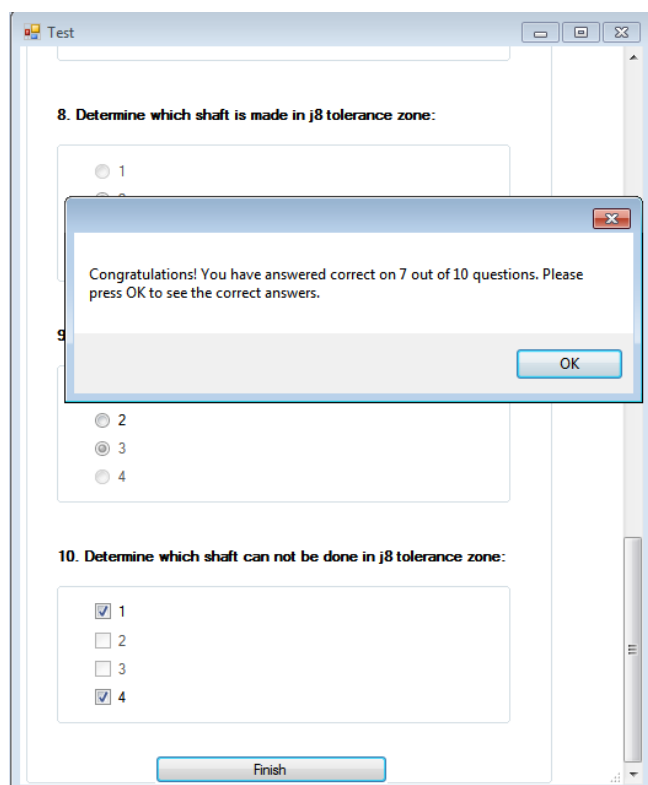 Test
8. Determine which shaft is made in j8 tolerance zone:
1
Congratulations! You have answered correct on 7 out of 10 questions. Please
press OK to see the correct answers.
9
OK
2
3
4
10. Determine which shaft can not be done in j8 tolerance zone:
1
2
3
4
Finish